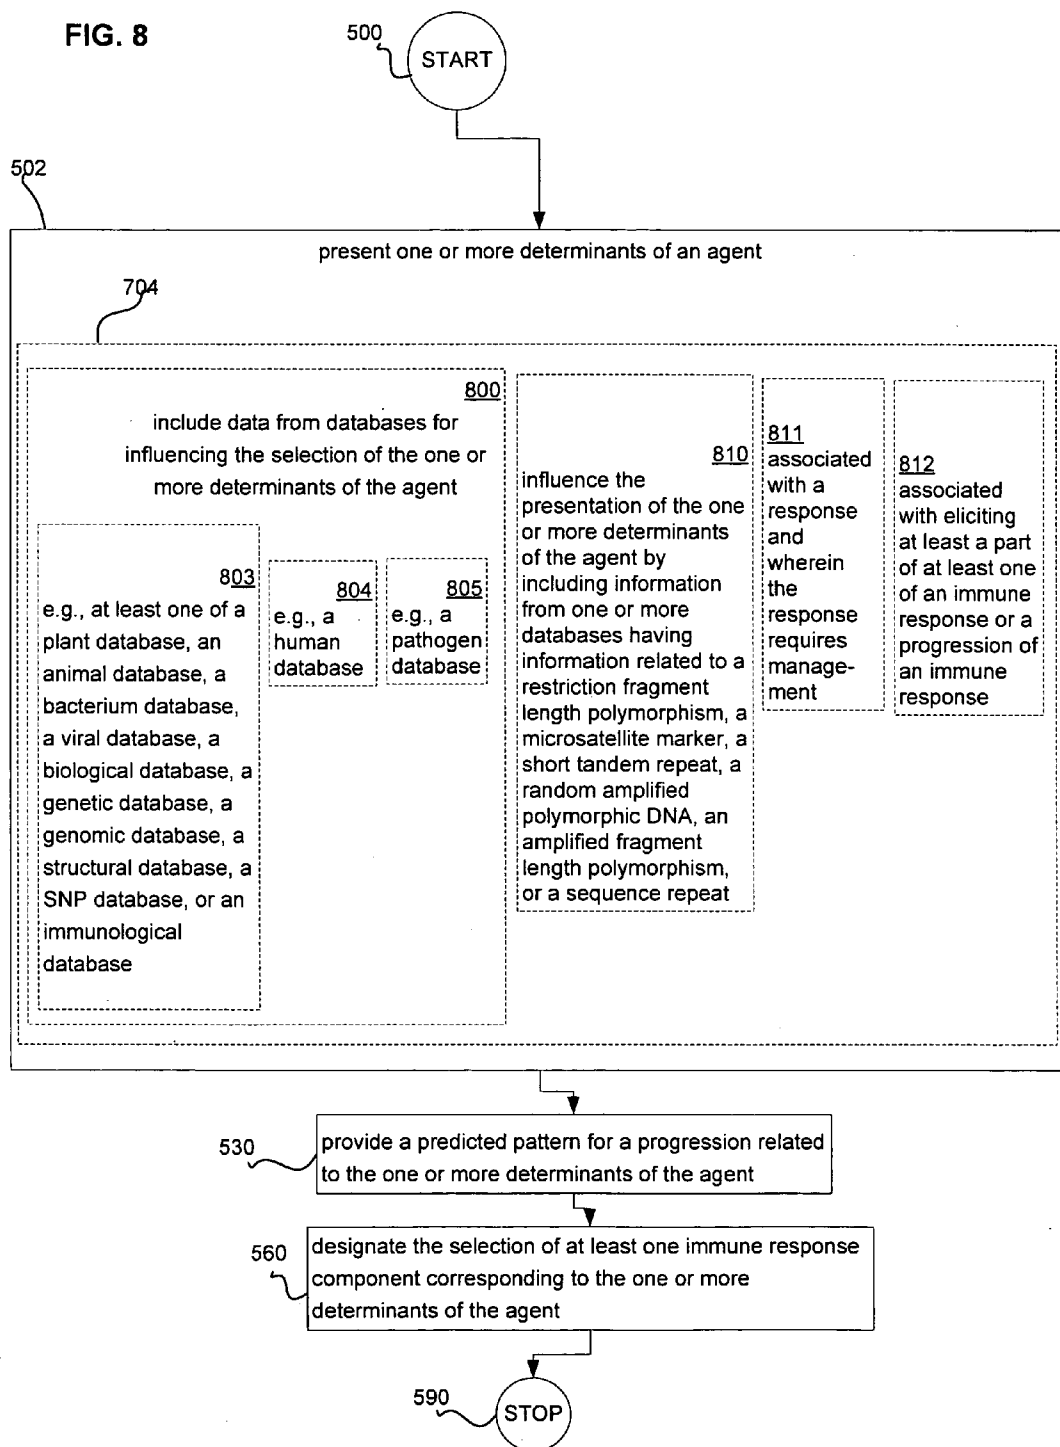 FIG. 8
500
START
502
present one or more determinants of an agent
704
800
include data from databases for
influencing the selection of the one or
more determinants of the agent
803
e.g., at least one of a
plant database, an
animal database, a
bacterium database,
a viral database, a
biological database, a
genetic database, a
genomic database, a
structural database, a
SNP database, or an
immunological
database
804
e.g., a
human
database
805
e.g., a
pathogen
database
810
influence the
presentation of the one
or more determinants
of the agent by
including information
from one or more
databases having
information related to a
restriction fragment
length polymorphism, a
microsatellite marker, a
short tandem repeat, a
random amplified
polymorphic DNA, an
amplified fragment
length polymorphism,
or a sequence repeat
811
associated
with a
response
and
wherein
the
response
requires
manage-
ment
812
associated
with eliciting
at least a part
of at least one
of an immune
response or a
progression of
an immune
response
530
provide a predicted pattern for a progression related
to the one or more determinants of the agent
560
designate the selection of at least one immune response
component corresponding to the one or more
determinants of the agent
590
STOP